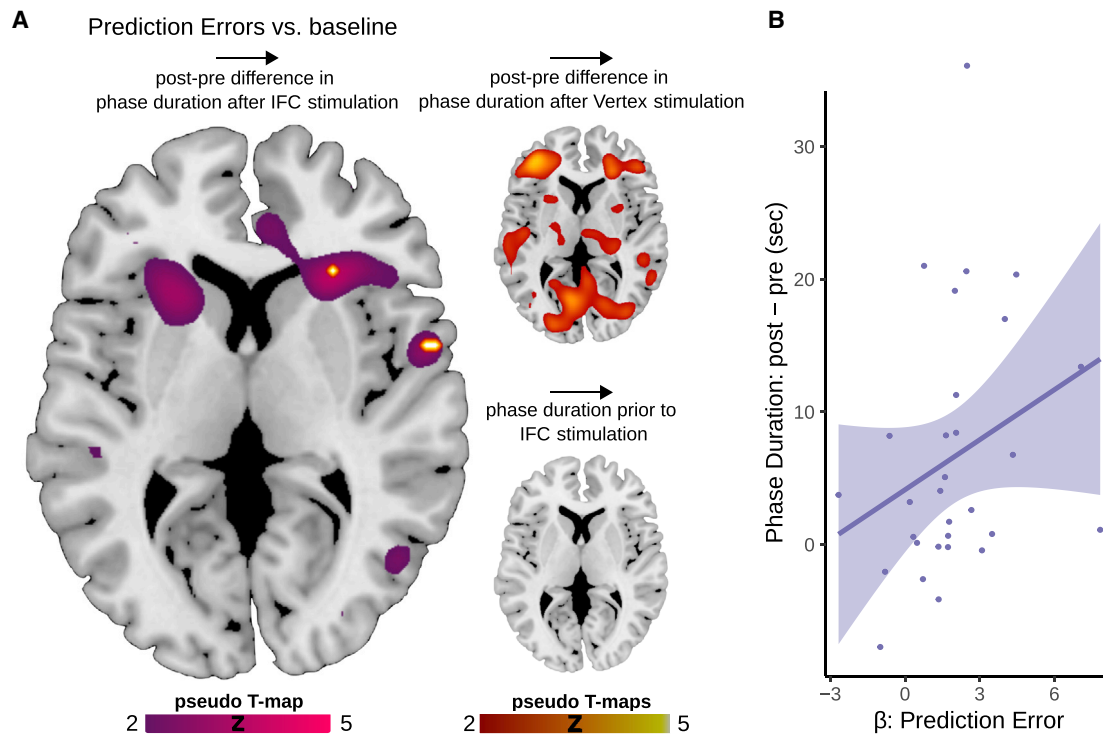 A
Prediction Errors vs. baseline
post-pre difference in
phase duration after IFC stimulation
post-pre difference in
phase duration after Vertex stimulation
phase duration prior to
IFC stimulation
pseudo T-map
2 z 5
pseudo T-maps
2 z 5
B
Phase Duration: post − pre (sec)
30
20
10
0
−3 0 3 6
β: Prediction Error